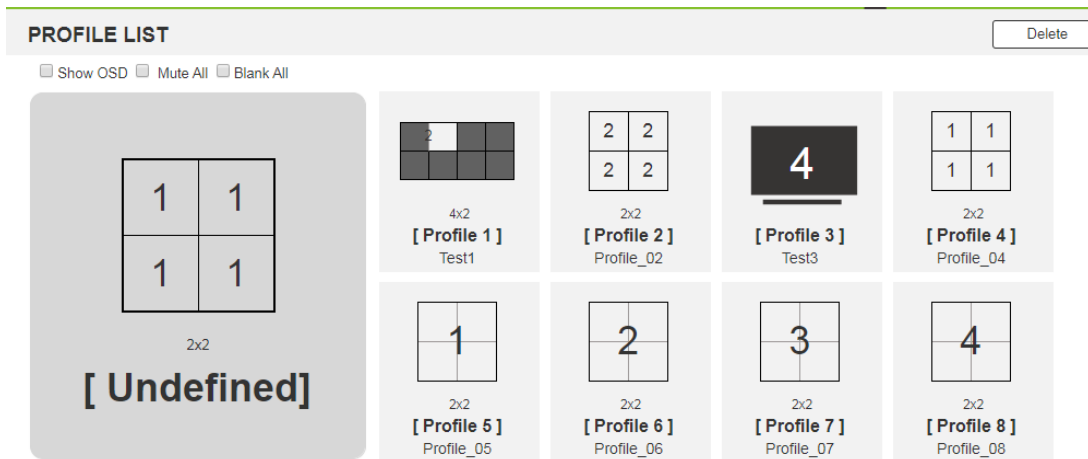 PROFILE LIST
Delete
Show OSD Mute All Blank All
1 1
1 1
2x2
[ Undefined]
2
4x2
[ Profile 1 ]
Test1
2 2
2 2
2x2
[ Profile 2 ]
Profile_02
4
[ Profile 3 ]
Test3
1 1
1 1
2x2
[ Profile 4 ]
Profile_04
1
2x2
[ Profile 5 ]
Profile_05
2
2x2
[ Profile 6 ]
Profile_06
3
2x2
[ Profile 7 ]
Profile_07
4
2x2
[ Profile 8 ]
Profile_08